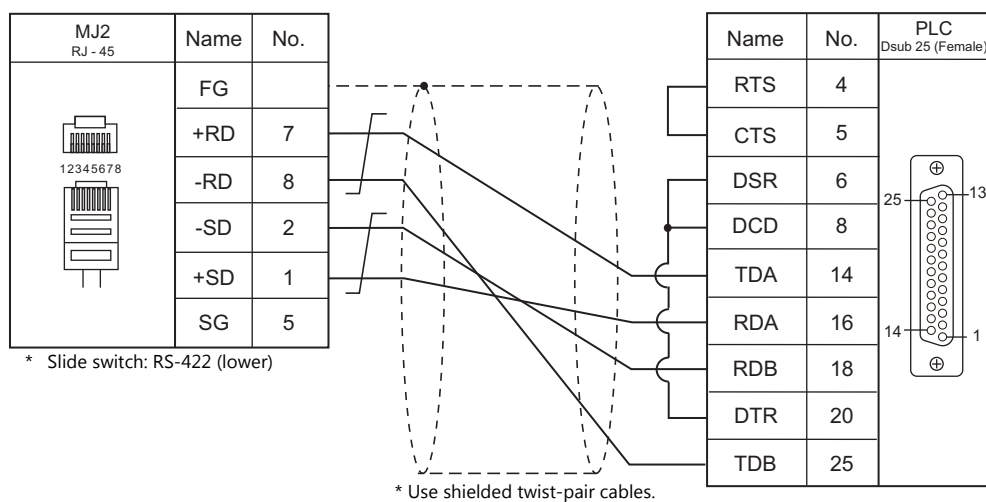 MJ2
RJ - 45
Name No.
FG
+RD 7
-RD 8
-SD 2
+SD 1
SG 5
12345678
* Slide switch: RS-422 (lower)
Name No.
PLC
Dsub 25 (Female)
RTS 4
CTS 5
DSR 6
DCD 8
TDA 14
RDA 16
RDB 18
DTR 20
TDB 25
25 13
14 1
* Use shielded twist-pair cables.